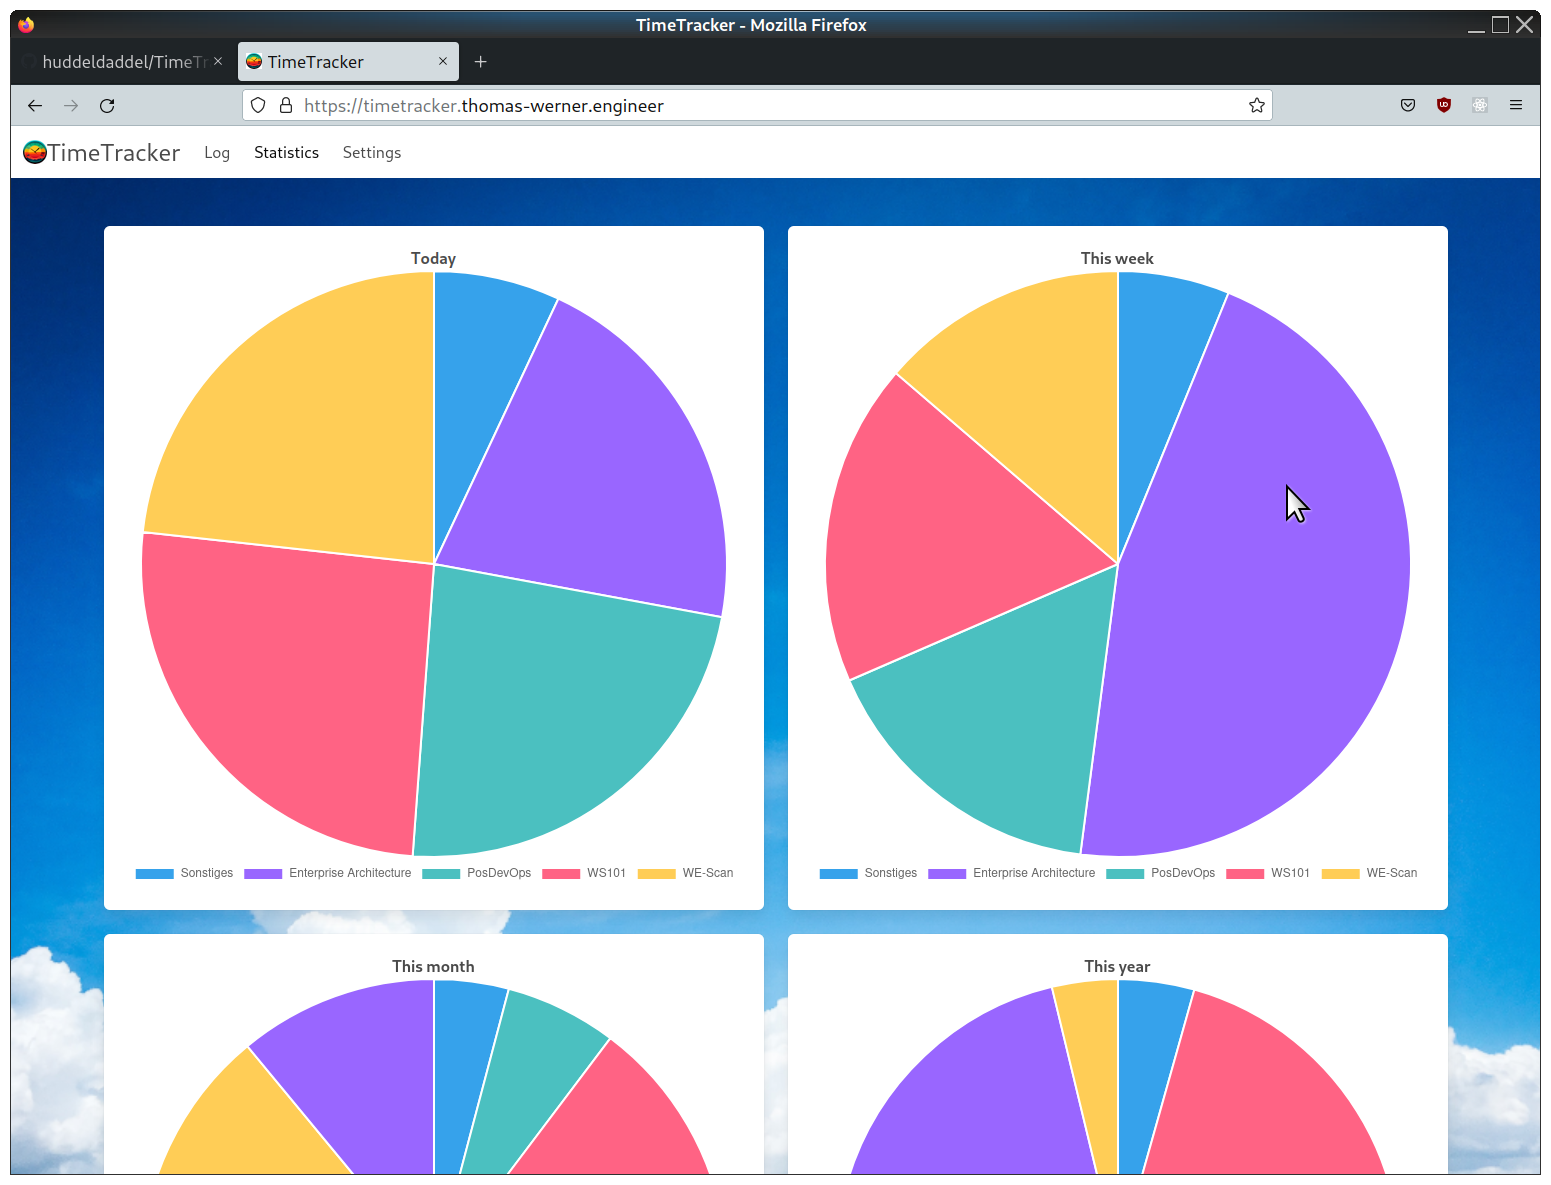 TimeTracker - Mozilla Firefox
huddeldaddel/TimeTr
TimeTracker
https://timetracker.thomas-werner.engineer
TimeTracker Log Statistics Settings
Today
Sonstiges Enterprise Architecture PosDevOps WS101 WE-Scan
This week
Sonstiges Enterprise Architecture PosDevOps WS101 WE-Scan
This month
This year